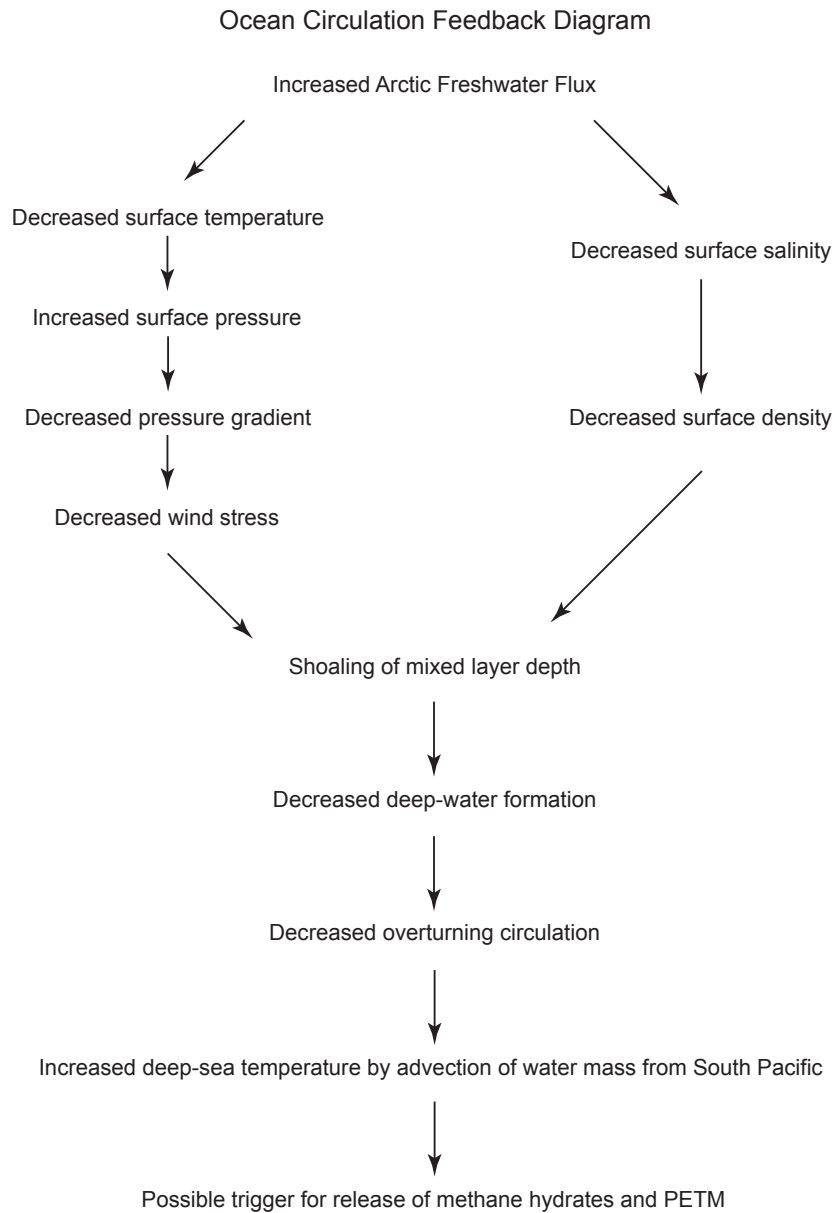 Ocean Circulation Feedback Diagram
Increased Arctic Freshwater Flux
Decreased surface temperature
Increased surface pressure
Decreased pressure gradient
Decreased wind stress
Decreased surface salinity
Decreased surface density
Shoaling of mixed layer depth
Decreased deep-water formation
Decreased overturning circulation
Increased deep-sea temperature by advection of water mass from South Pacific
Possible trigger for release of methane hydrates and PETM